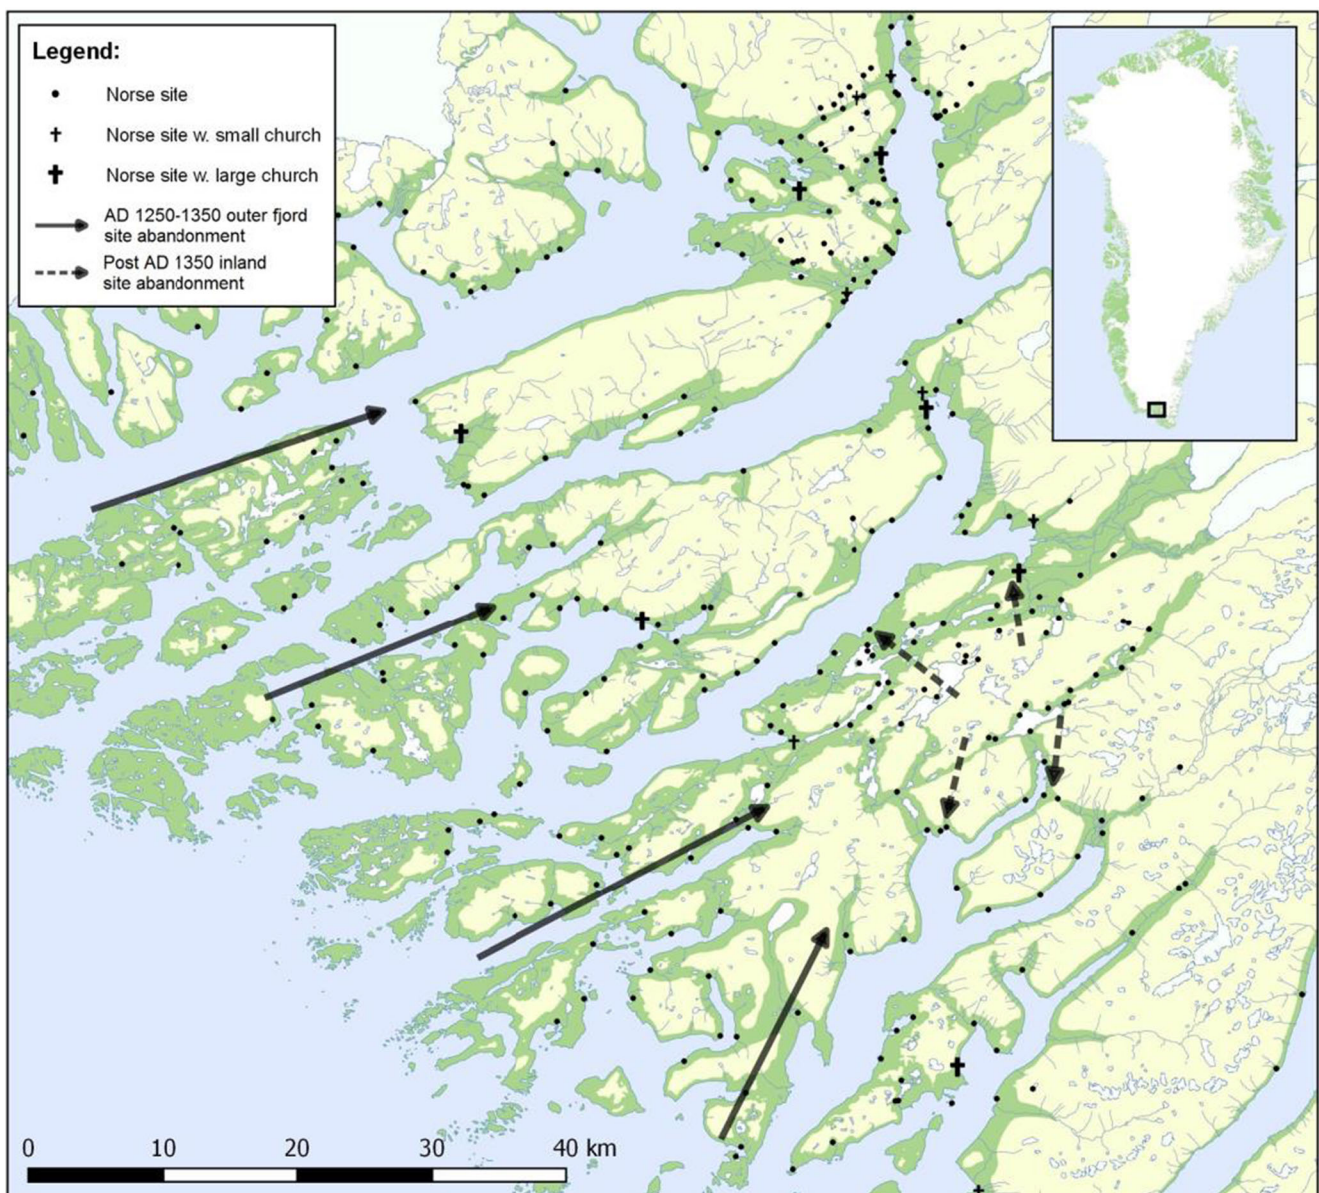 Legend:
Norse site
Norse site w. small church
Norse site w. large church
AD 1250-1350 outer fjord
site abandonment
Post AD 1350 inland
site abandonment
0 10 20 30 40 km